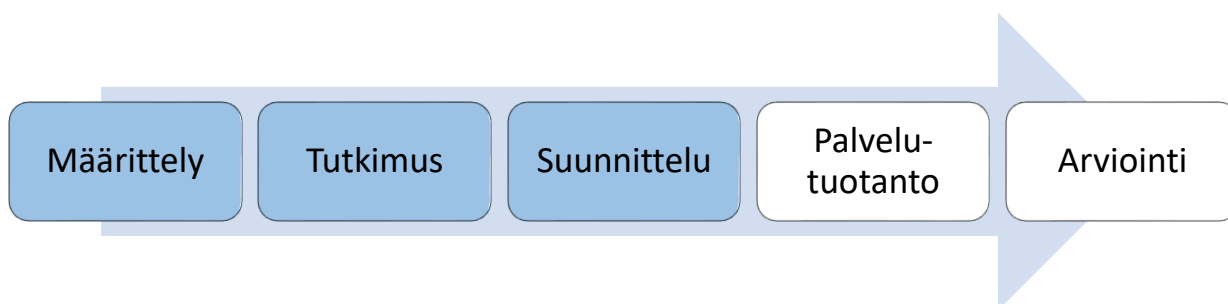 Määrittely
Tutkimus
Suunnittelu
Palvelu-
tuotanto
Arviointi